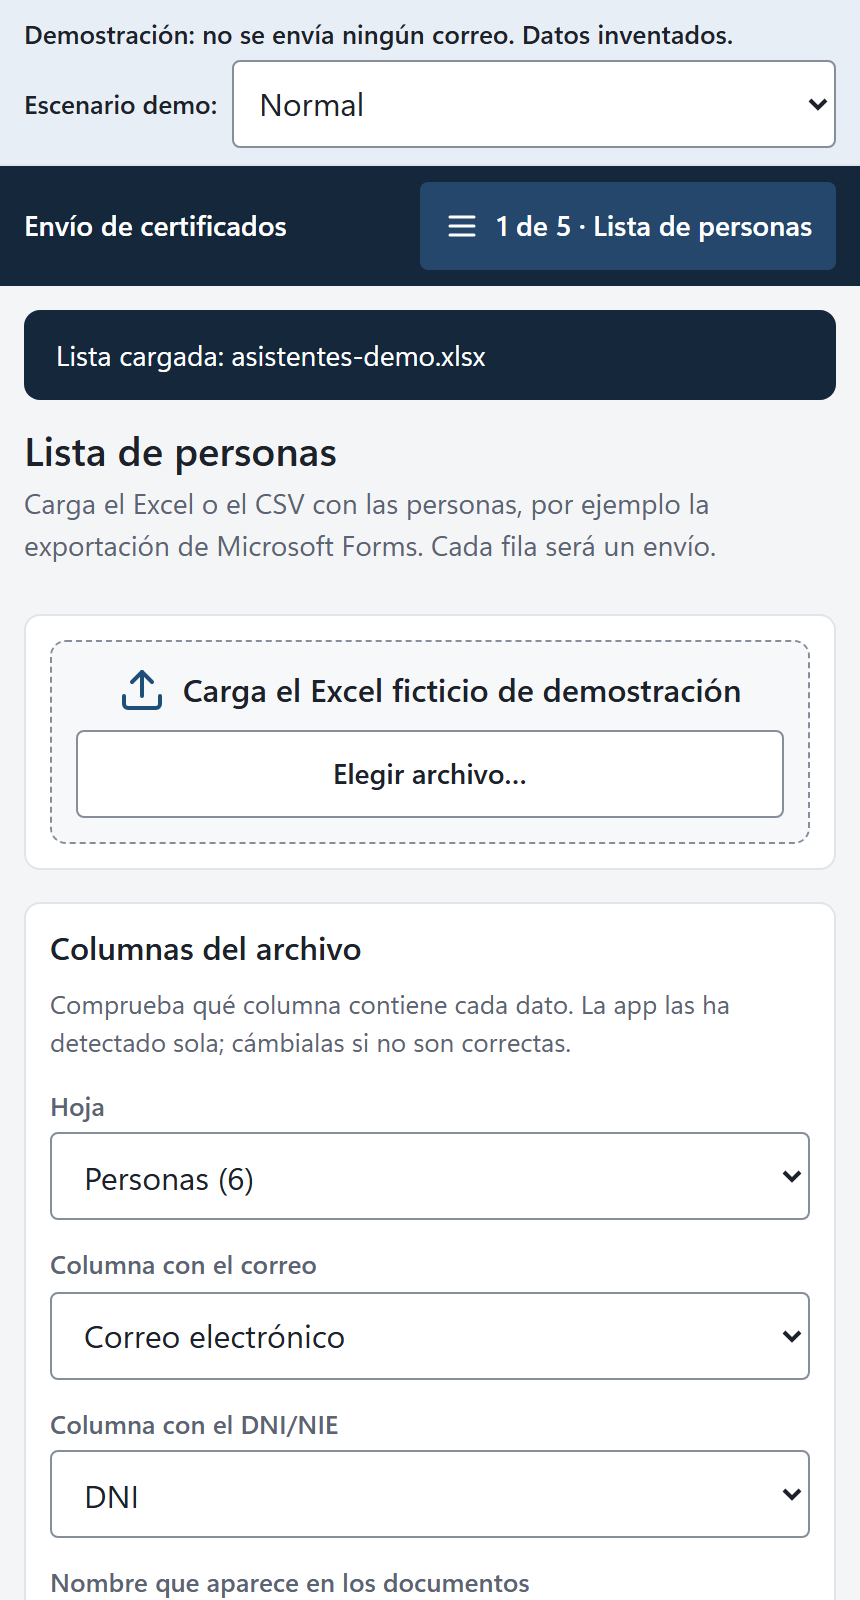 Demostración: no se envía ningún correo. Datos inventados.
Escenario demo:
Normal
Envío de certificados
1 de 5 · Lista de personas
Lista cargada: asistentes-demo.xlsx
Lista de personas
Carga el Excel o el CSV con las personas, por ejemplo la
exportación de Microsoft Forms. Cada fila será un envío.
Carga el Excel ficticio de demostración
Elegir archivo...
Columnas del archivo
Comprueba qué columna contiene cada dato. La app las ha
detectado sola; cámbialas si no son correctas.
Hoja
Personas (6)
Columna con el correo
Correo electrónico
Columna con el DNI/NIE
DNI
Nombre que aparece en los documentos